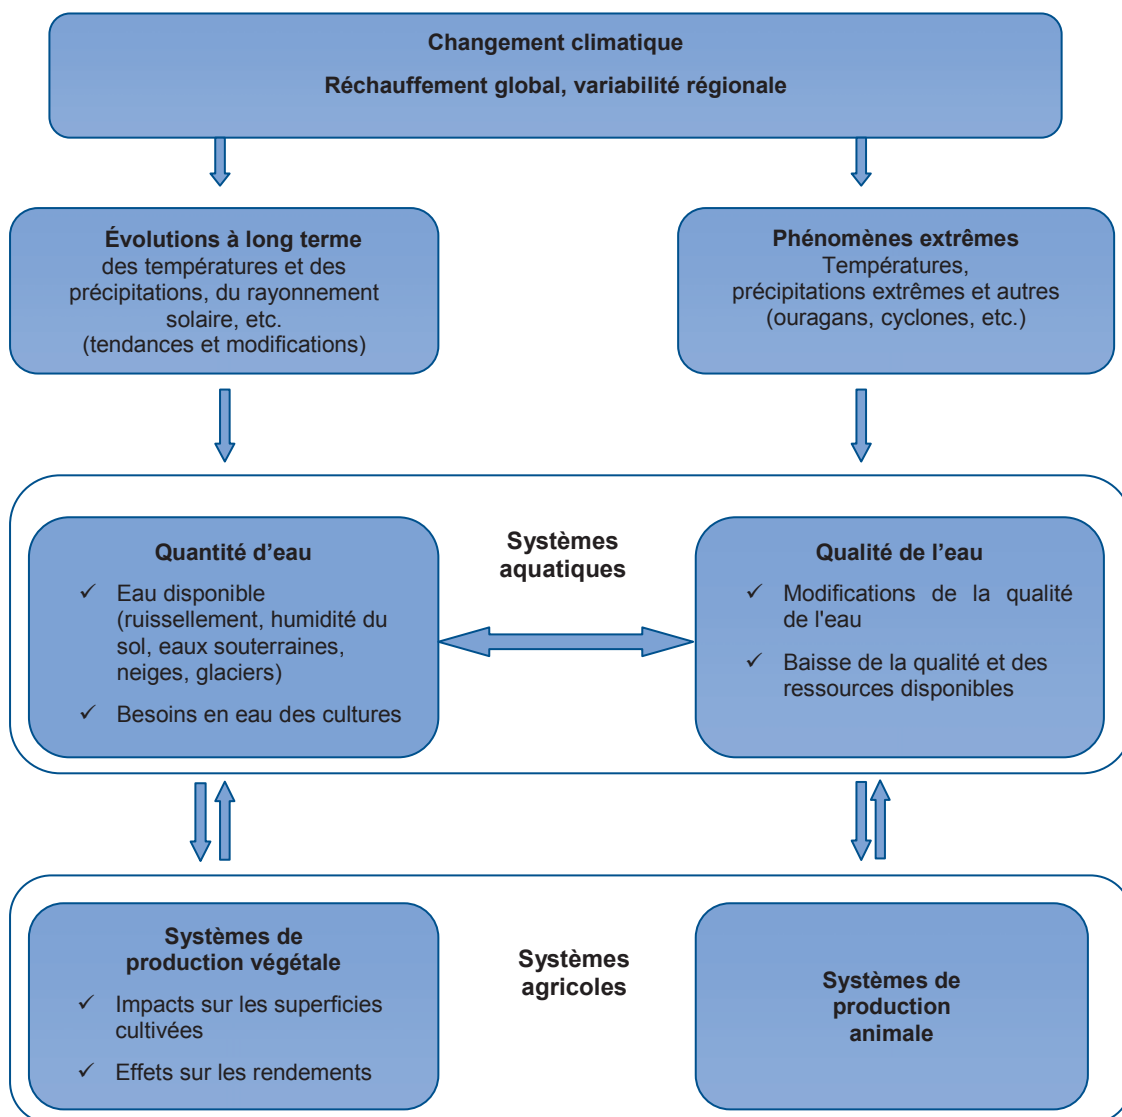 Changement climatique
Réchauffement global, variabilité régionale
Évolutions à long terme
des températures et des
précipitations, du rayonnement
solaire, etc.
(tendances et modifications)
Phénomènes extrêmes
Températures,
précipitations extrêmes et autres
(ouragans, cyclones, etc.)
Quantité d’eau
✓ Eau disponible
(ruissellement, humidité du
sol, eaux souterraines,
neiges, glaciers)
✓ Besoins en eau des cultures
Systèmes
aquatiques
Qualité de l’eau
✓ Modifications de la qualité
de l'eau
✓ Baisse de la qualité et des
ressources disponibles
Systèmes de
production végétale
✓ Impacts sur les superficies
cultivées
✓ Effets sur les rendements
Systèmes
agricoles
Systèmes de
production
animale